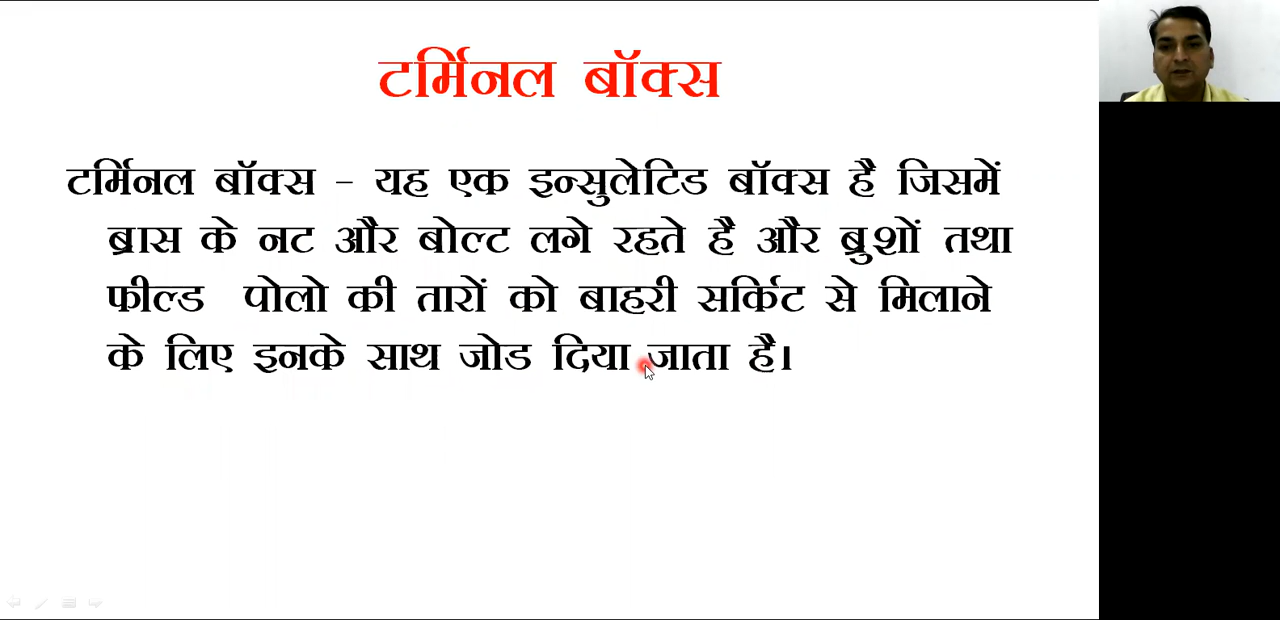 टर्मिनल बॉक्स
टर्मिनल बॉक्स - यह एक इन्सुलेटिड बॉक्स है जिसमें
ब्रास के नट और बोल्ट लगे रहते है और ब्रुशों तथा
फील्ड पोलो की तारों को बाहरी सर्किट से मिलाने
के लिए इनके साथ जोड दिया जाता है।